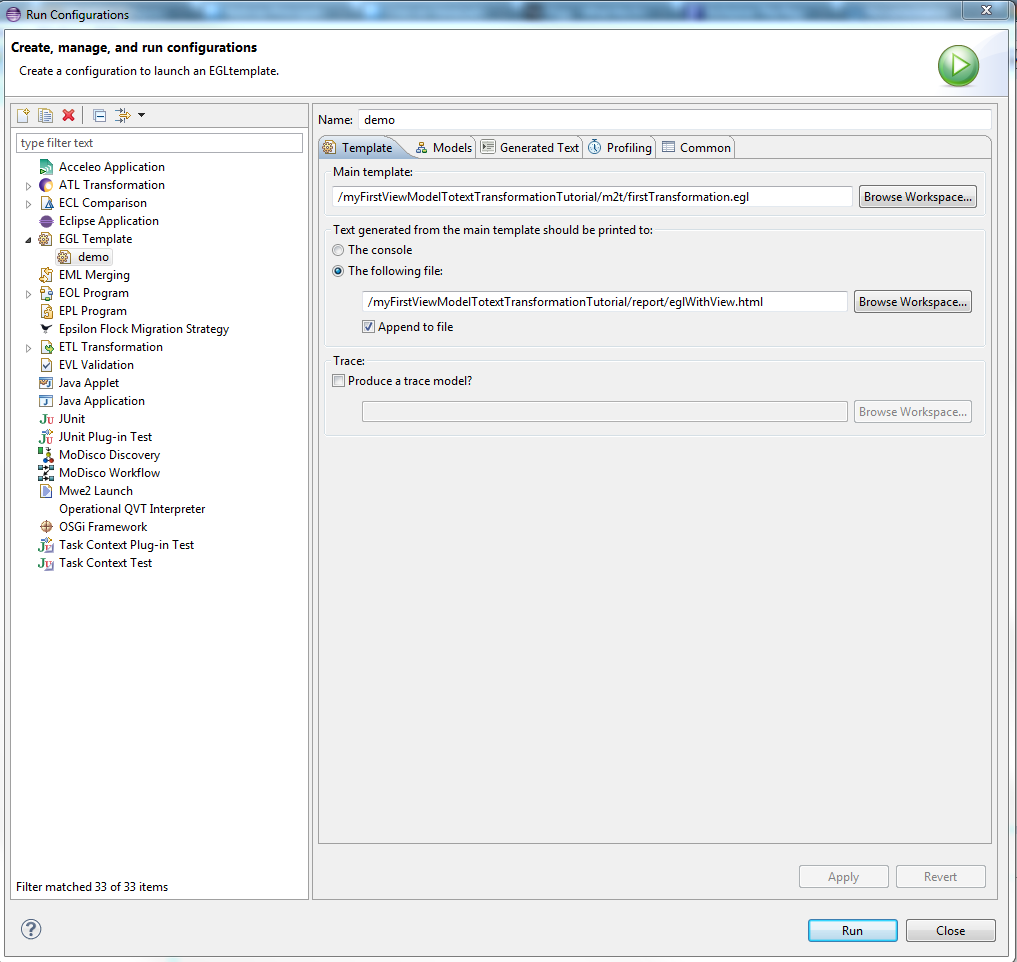 Run Configurations
Create, manage, and run configurations
Create a configuration to launch an EGLtemplate.
type filter text
Acceleo Application
ATL Transformation
ECL Comparison
Eclipse Application
EGL Template
demo
EML Merging
EOL Program
EPL Program
Epsilon Flock Migration Strategy
ETL Transformation
EVL Validation
Java Applet
Java Application
JUnit
JUnit Plug-in Test
MoDisco Discovery
MoDisco Workflow
Mwe2 Launch
Operational QVT Interpreter
OSGi Framework
Task Context Plug-in Test
Task Context Test
Filter matched 33 of 33 items
Name: demo
Template Models Generated Text Profiling Common
Main template:
/myFirstViewModelTotextTransformationTutorial/m2t/firstTransformation.egl Browse Workspace...
Text generated from the main template should be printed to:
The console
The following file:
/myFirstViewModelTotextTransformationTutorial/report/eglWithView.html Browse Workspace...
Append to file
Trace:
Produce a trace model?
Browse Workspace...
Apply Revert
Run Close